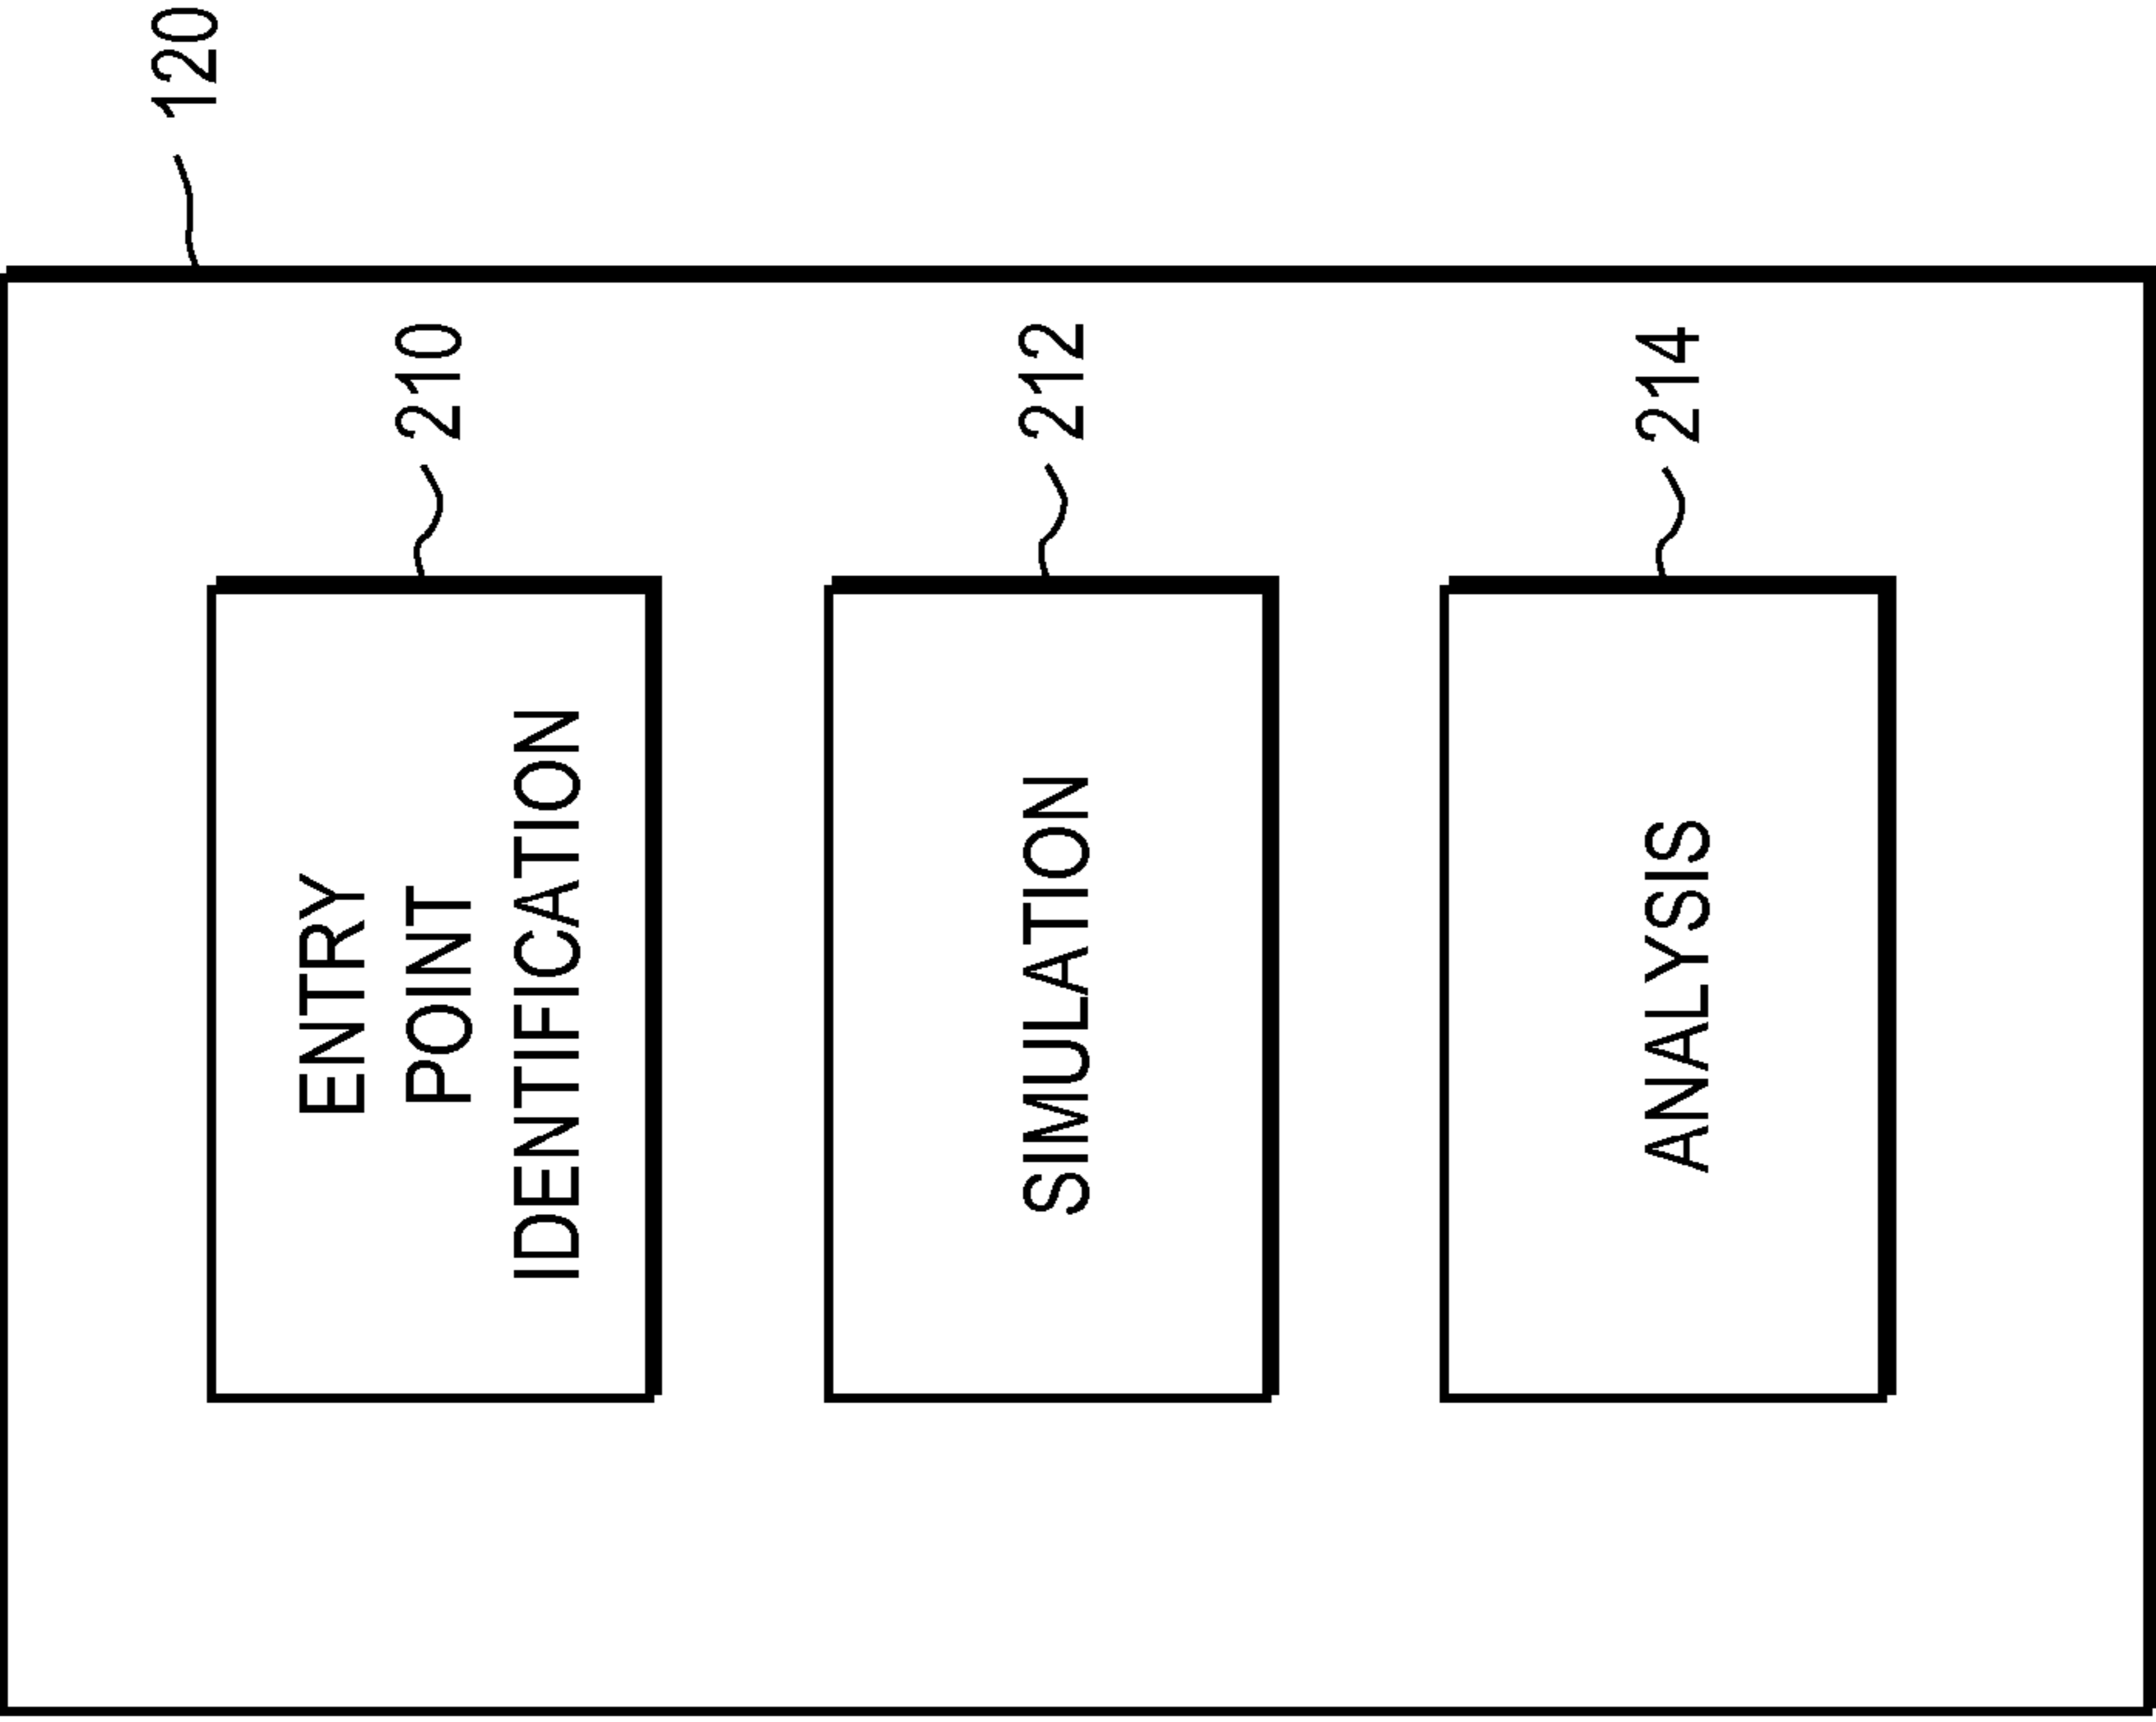 120
210
ENTRY
POINT
IDENTIFICATION
212
SIMULATION
214
ANALYSIS